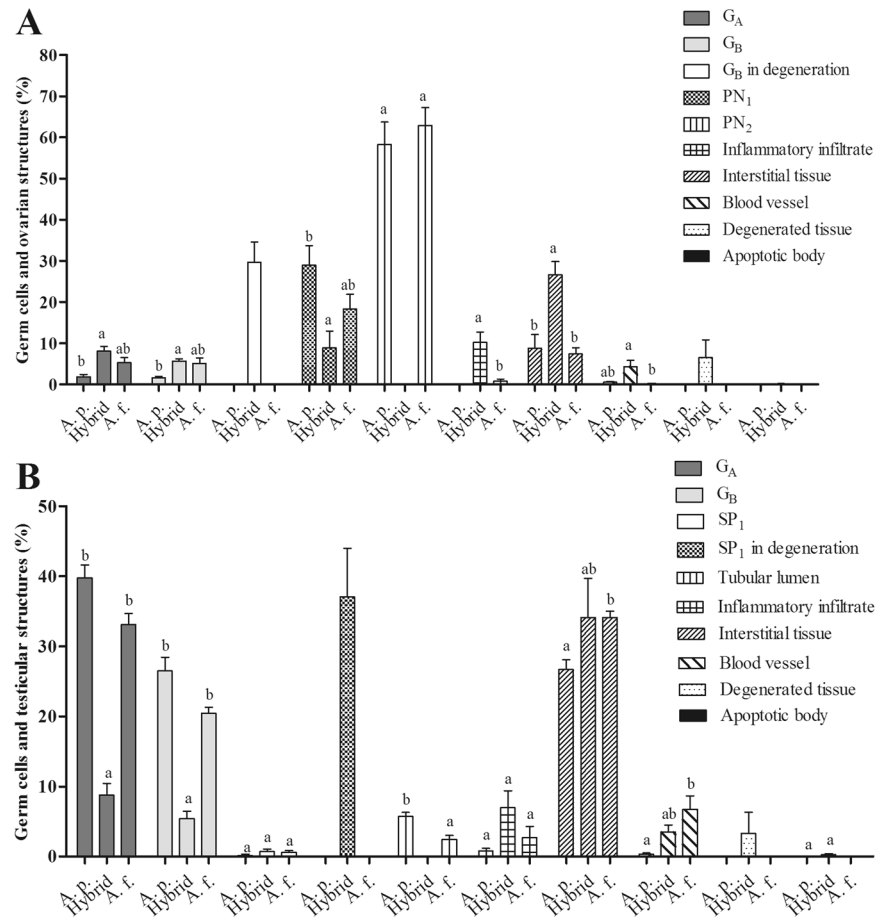 A
Germ cells and ovarian structures (%)
80
70
60
50
40
30
20
10
0
b a ab
b a ab
b a ab
a a
a b
b a b
ab a b
A. p. Hybrid A. f. A. p. Hybrid A. f. A. p. Hybrid A. f. A. p. Hybrid A. f. A. p. Hybrid A. f. A. p. Hybrid A. f. A. p. Hybrid A. f. A. p. Hybrid A. f. A. p. Hybrid A. f. A. p. Hybrid A. f.
GA
GB
GB in degeneration
PN1
PN2
Inflammatory infiltrate
Interstitial tissue
Blood vessel
Degenerated tissue
Apoptotic body
B
Germ cells and testicular structures (%)
50
40
30
20
10
0
b a b
b a b
a a a
b a
a a a
a ab b
a ab b
a a
A. p. Hybrid A. f. A. p. Hybrid A. f. A. p. Hybrid A. f. A. p. Hybrid A. f. A. p. Hybrid A. f. A. p. Hybrid A. f. A. p. Hybrid A. f. A. p. Hybrid A. f. A. p. Hybrid A. f. A. p. Hybrid A. f.
GA
GB
SP1
SP1 in degeneration
Tubular lumen
Inflammatory infiltrate
Interstitial tissue
Blood vessel
Degenerated tissue
Apoptotic body